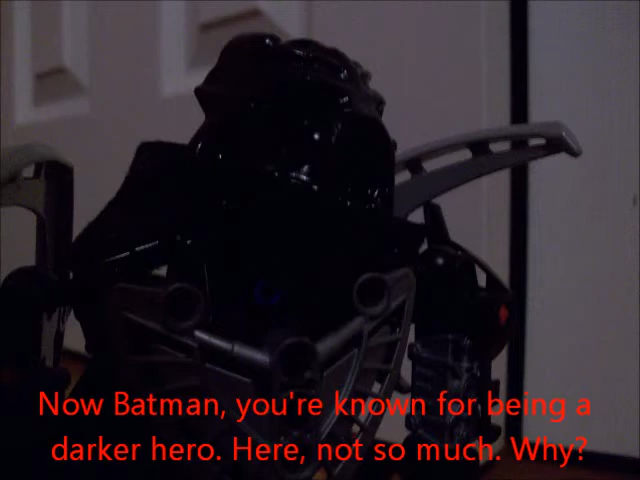 Now Batman, you're known for being a
darker hero. Here, not so much. Why?